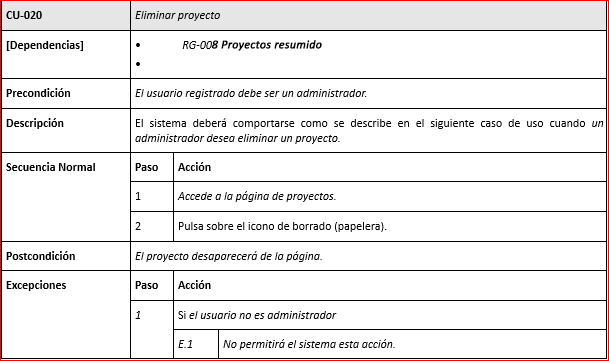 CU-020 Eliminar proyecto
[Dependencias] • RG-008 Proyectos resumido
•
Precondición El usuario registrado debe ser un administrador.
Descripción El sistema deberá comportarse como se describe en el siguiente caso de uso cuando un
administrador desea eliminar un proyecto.
Secuencia Normal Paso Acción
1 Accede a la página de proyectos.
2 Pulsa sobre el icono de borrado (papelera).
Postcondición El proyecto desaparecerá de la página.
Excepciones Paso Acción
1 Si el usuario no es administrador
E.1 No permitirá el sistema esta acción.